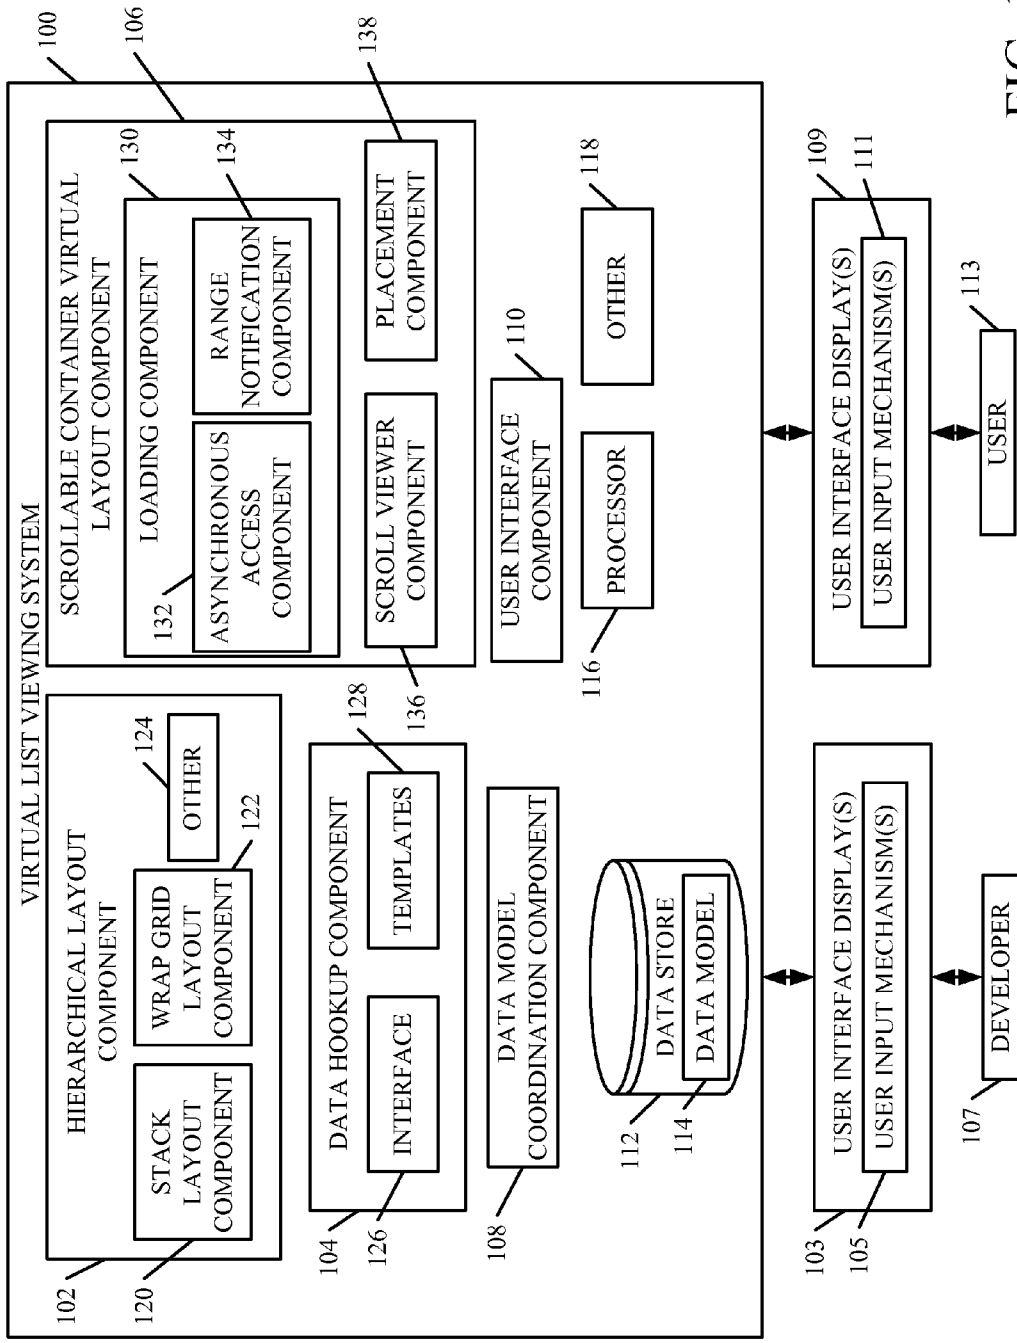 VIRTUAL LIST VIEWING SYSTEM
100
HIERARCHICAL LAYOUT
COMPONENT
102
STACK
LAYOUT
COMPONENT
120
WRAP GRID
LAYOUT
COMPONENT
122
OTHER
124
SCROLLABLE CONTAINER VIRTUAL
LAYOUT COMPONENT
106
LOADING COMPONENT
130
132
ASYNCHRONOUS
ACCESS
COMPONENT
RANGE
NOTIFICATION
COMPONENT
134
SCROLL VIEWER
COMPONENT
136
PLACEMENT
COMPONENT
138
DATA HOOKUP COMPONENT
104
INTERFACE
126
TEMPLATES
128
DATA MODEL
COORDINATION COMPONENT
108
USER INTERFACE
COMPONENT
110
DATA STORE
112
DATA MODEL
114
PROCESSOR
116
OTHER
118
USER INTERFACE DISPLAY(S)
103
USER INPUT MECHANISM(S)
105
DEVELOPER
107
USER INTERFACE DISPLAY(S)
109
USER INPUT MECHANISM(S)
111
USER
113